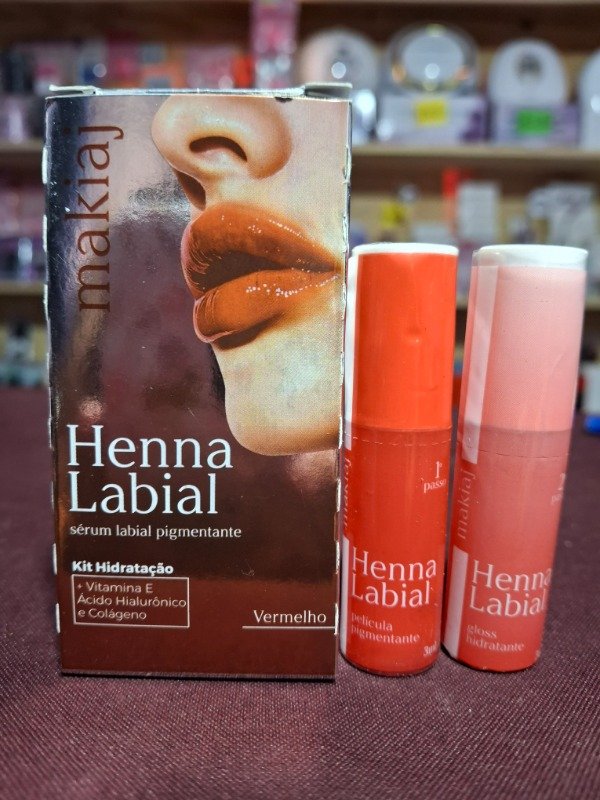 makiaj
Henna
Labial
sérum labial pigmentante
Kit Hidratação
+ Vitamina E
Ácido Hialurônico
e Colágeno
Vermelho
1º
passo
makiaj
Henna
Labial
película
pigmentante
3ml
makiaj
Henna
Labial
gloss
hidratante